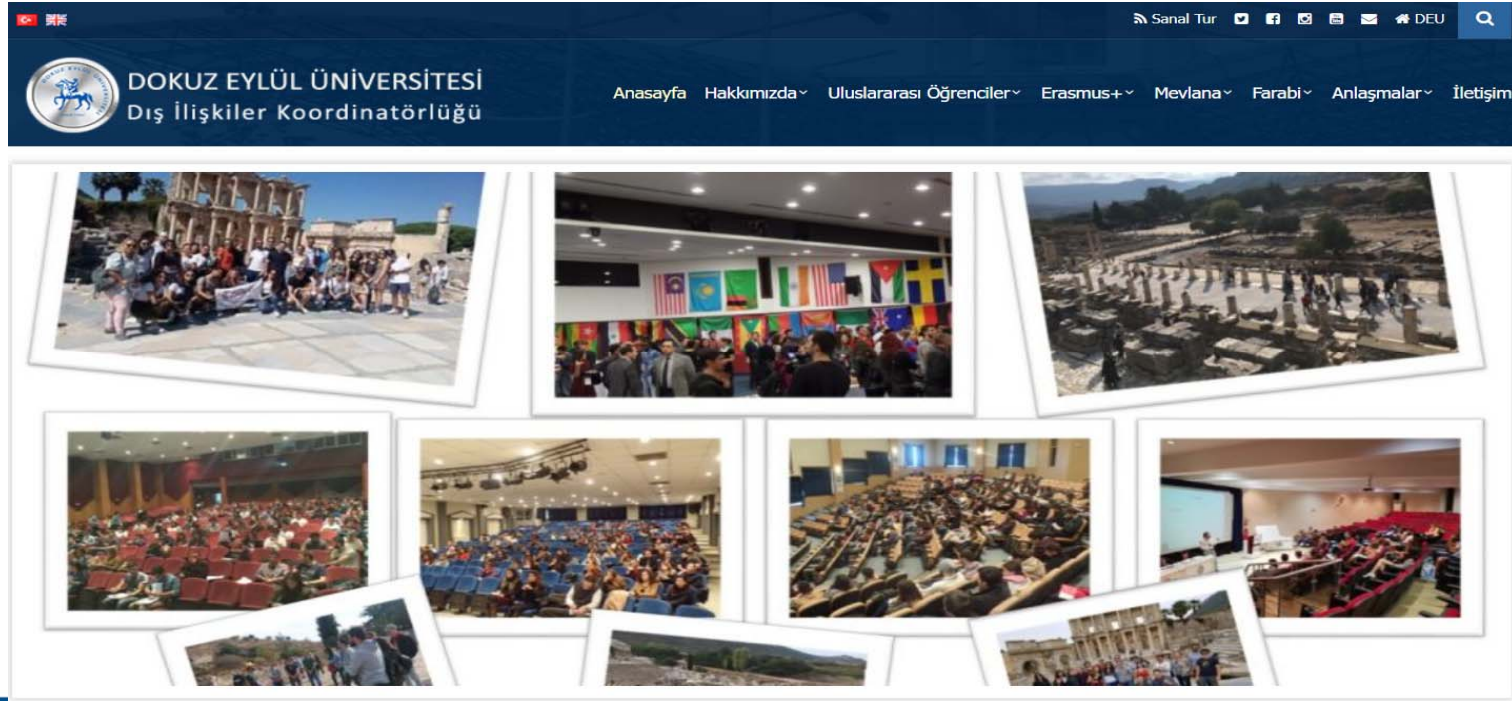 Sanal Tur DEU
DOKUZ EYLÜL ÜNİVERSİTESİ
Dış İlişkiler Koordinatörlüğü
Anasayfa Hakkımızda Uluslararası Öğrenciler Erasmus+ Mevlana Farabi Anlaşmalar İletişim